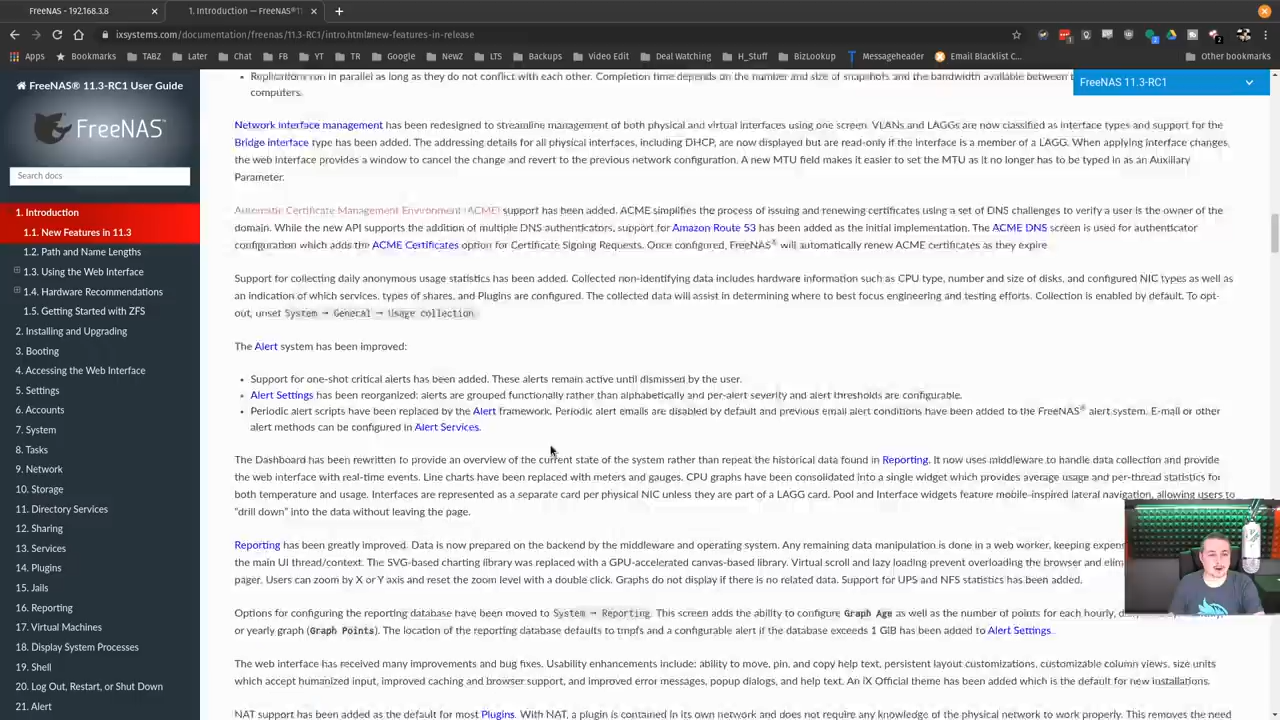 FreeNAS - 192.168.3.8
1. Introduction — FreeNAS®
ixsystems.com/documentation/freenas/11.3-RC1/intro.html#new-features-in-release
Apps
Bookmarks
TABZ
Later
Chat
FB
TR
Google
NewZ
LTS
Backups
Video Edit
Deal Watching
H_Stuff
BizLookup
Messageheader
Email Blacklist C...
Other bookmarks
FreeNAS® 11.3-RC1 User Guide
FreeNAS
Search docs
1. Introduction
1.1. New Features in 11.3
1.2. Path and Name Lengths
1.3. Using the Web Interface
1.4. Hardware Recommendations
1.5. Getting Started with ZFS
2. Installing and Upgrading
3. Booting
4. Accessing the Web Interface
5. Settings
6. Accounts
7. System
8. Tasks
9. Network
10. Storage
11. Directory Services
12. Sharing
13. Services
14. Plugins
15. Jails
16. Reporting
17. Virtual Machines
18. Display System Processes
19. Shell
20. Log Out, Restart, or Shut Down
21. Alert
FreeNAS 11.3-RC1
run in parallel as long as they do not conflict with each other. Completion time depends on the number and size of snapshots and the bandwidth available between
computers.
Network interface management has been redesigned to streamline management of both physical and virtual interfaces using one screen. VLANs and LAGGs are now classified as interface types and support for the
Bridge interface type has been added. The addressing details for all physical interfaces, including DHCP, are now displayed but are read-only if the interface is a member of a LAGG. When applying interface changes,
the web interface provides a window to cancel the change and revert to the previous network configuration. A new MTU field makes it easier to set the MTU as it no longer has to be typed in as an Auxiliary
Parameter.
Automatic Certificate Management Environment (ACME) support has been added. ACME simplifies the process of issuing and renewing certificates using a set of DNS challenges to verify a user is the owner of the
domain. While the new API supports the addition of multiple DNS authenticators, support for Amazon Route 53 has been added as the initial implementation. The ACME DNS screen is used for authenticator
configuration which adds the ACME Certificates option for Certificate Signing Requests. Once configured, FreeNAS® will automatically renew ACME certificates as they expire.
Support for collecting daily anonymous usage statistics has been added. Collected non-identifying data includes hardware information such as CPU type, number and size of disks, and configured NIC types as well as
an indication of which services, types of shares, and Plugins are configured. The collected data will assist in determining where to best focus engineering and testing efforts. Collection is enabled by default. To opt-
out, unset System → General → Usage collection.
The Alert system has been improved:
• Support for one-shot critical alerts has been added. These alerts remain active until dismissed by the user.
• Alert Settings has been reorganized: alerts are grouped functionally rather than alphabetically and per-alert severity and alert thresholds are configurable.
• Periodic alert scripts have been replaced by the Alert framework. Periodic alert emails are disabled by default and previous email alert conditions have been added to the FreeNAS® alert system. E-mail or other
alert methods can be configured in Alert Services.
The Dashboard has been rewritten to provide an overview of the current state of the system rather than repeat the historical data found in Reporting. It now uses middleware to handle data collection and provide
the web interface with real-time events. Line charts have been replaced with meters and gauges. CPU graphs have been consolidated into a single widget which provides average usage and per-thread statistics for
both temperature and usage. Interfaces are represented as a separate card per physical NIC unless they are part of a LAGG card. Pool and Interface widgets feature mobile-inspired lateral navigation, allowing users to
“drill down” into the data without leaving the page.
Reporting has been greatly improved. Data is now prepared on the backend by the middleware and operating system. Any remaining data manipulation is done in a web worker, keeping
the main UI thread/context. The SVG-based charting library was replaced with a GPU-accelerated canvas-based library. Virtual scroll and lazy loading prevent overloading the browser and
pager. Users can zoom by X or Y axis and reset the zoom level with a double click. Graphs do not display if there is no related data. Support for UPS and NFS statistics has been added.
Options for configuring the reporting database have been moved to System → Reporting. This screen adds the ability to configure Graph Age as well as the number of points for each hourly,
or yearly graph (Graph Points). The location of the reporting database defaults to tmpfs and a configurable alert if the database exceeds 1 GiB has been added to Alert Settings.
The web interface has received many improvements and bug fixes. Usability enhancements include: ability to move, pin, and copy help text, persistent layout customizations, customizable column views, size units
which accept humanized input, improved caching and browser support, and improved error messages, popup dialogs, and help text. An iX Official theme has been added which is the default for new installations.
NAT support has been added as the default for most Plugins. With NAT, a plugin is contained in its own network and does not require any knowledge of the physical network to work properly. This removes the need